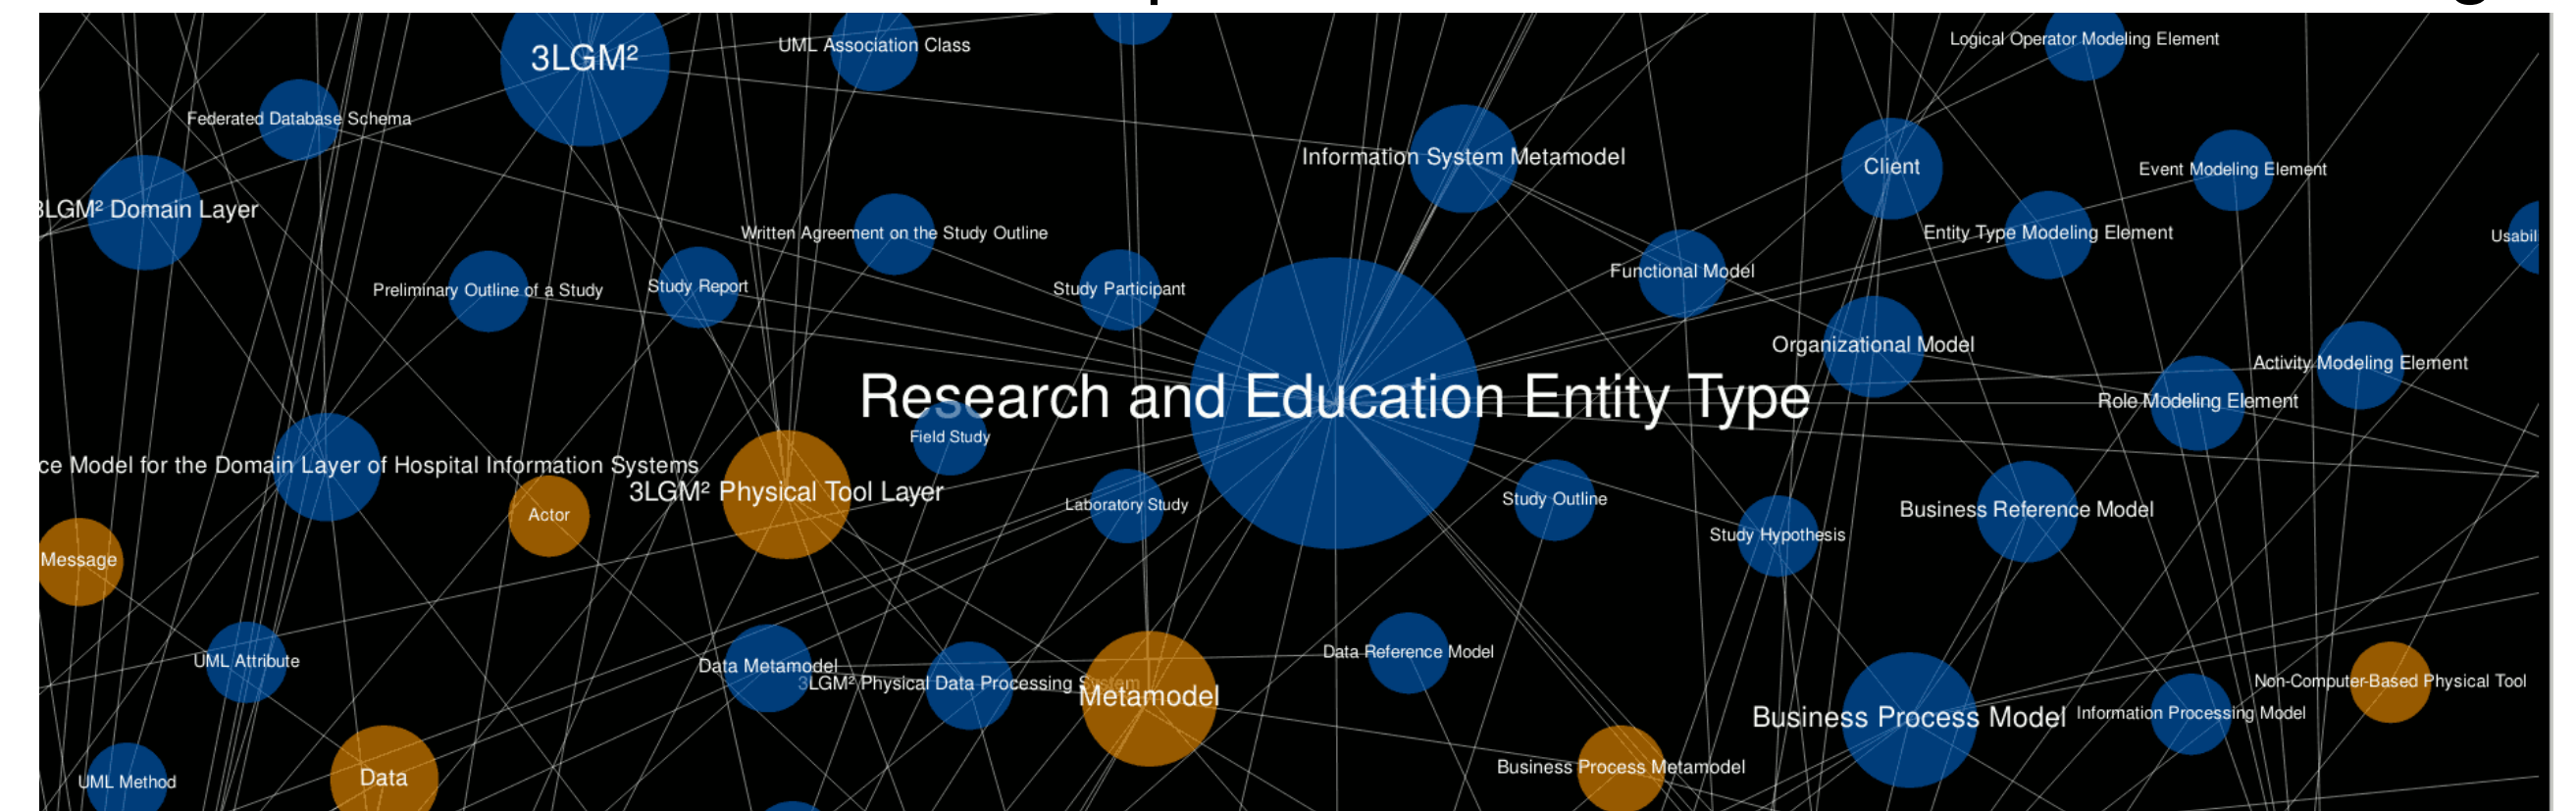 3LGM²
UML Association Class
Logical Operator Modeling Element
Federated Database Schema
Information System Metamodel
Client
Event Modeling Element
3LGM² Domain Layer
Written Agreement on the Study Outline
Entity Type Modeling Element
Usabil
Preliminary Outline of a Study
Study Report
Study Participant
Functional Model
Organizational Model
Activity Modeling Element
Research and Education Entity Type
Role Modeling Element
Field Study
ce Model for the Domain Layer of Hospital Information Systems
3LGM² Physical Tool Layer
Actor
Laboratory Study
Study Outline
Business Reference Model
Study Hypothesis
Message
UML Attribute
Data Metamodel
3LGM² Physical Data Processing System
Metamodel
Data Reference Model
Non-Computer-Based Physical Tool
Business Process Model
Information Processing Model
UML Method
Data
Business Process Metamodel